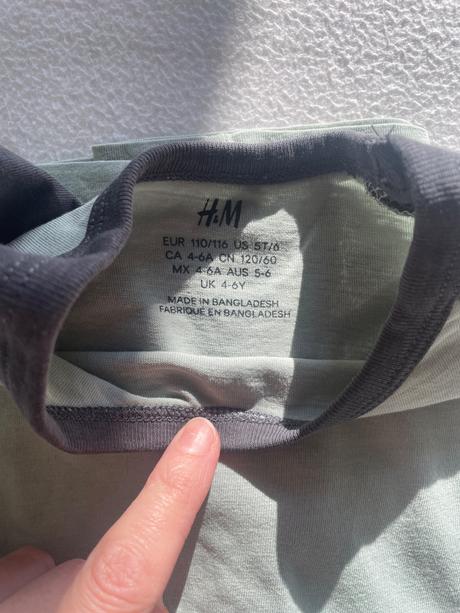 H&M
EUR 110/116 US 5T/6
CA 4-6A CN 120/60
MX 4-6A AUS 5-6
UK 4-6Y
MADE IN BANGLADESH
FABRIQUÉ EN BANGLADESH